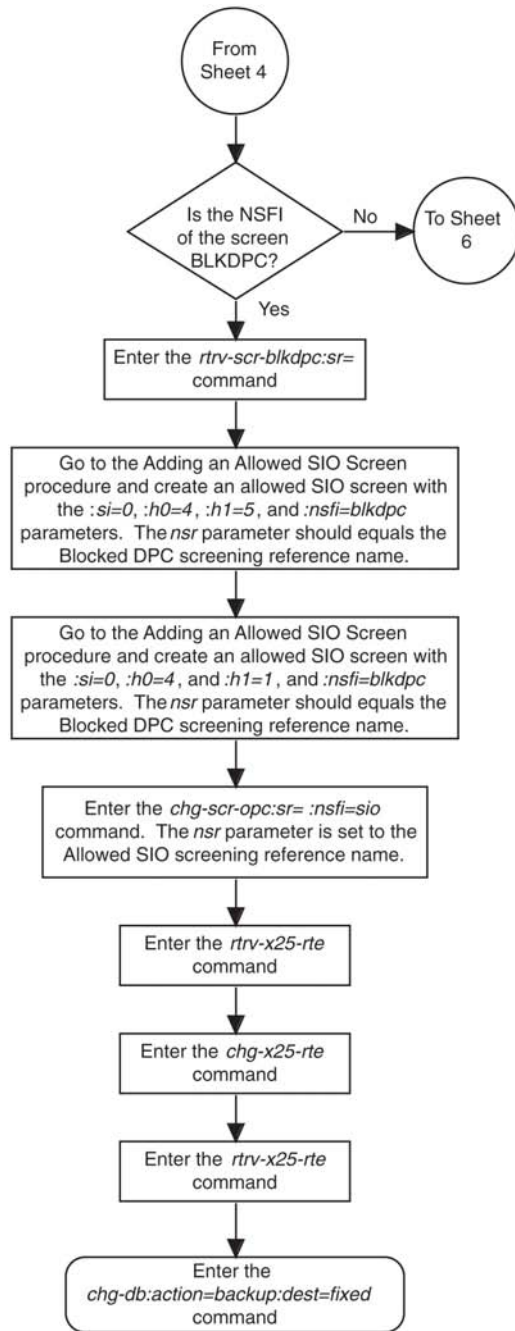 From
Sheet 4
Is the NSFI
of the screen
BLKDPC?
No
To Sheet
6
Yes
Enter the rtrv-scr-blkdpc:sr=
command
Go to the Adding an Allowed SIO Screen
procedure and create an allowed SIO screen with
the :si=0, :h0=4, :h1=5, and :nsfi=blkdpc
parameters. The nsr parameter should equals the
Blocked DPC screening reference name.
Go to the Adding an Allowed SIO Screen
procedure and create an allowed SIO screen with
the :si=0, :h0=4, and :h1=1, and :nsfi=blkdpc
parameters. The nsr parameter should equals the
Blocked DPC screening reference name.
Enter the chg-scr-opc:sr= :nsfi=sio
command. The nsr parameter is set to the
Allowed SIO screening reference name.
Enter the rtrv-x25-rte
command
Enter the chg-x25-rte
command
Enter the rtrv-x25-rte
command
Enter the
chg-db:action=backup:dest=fixed
command